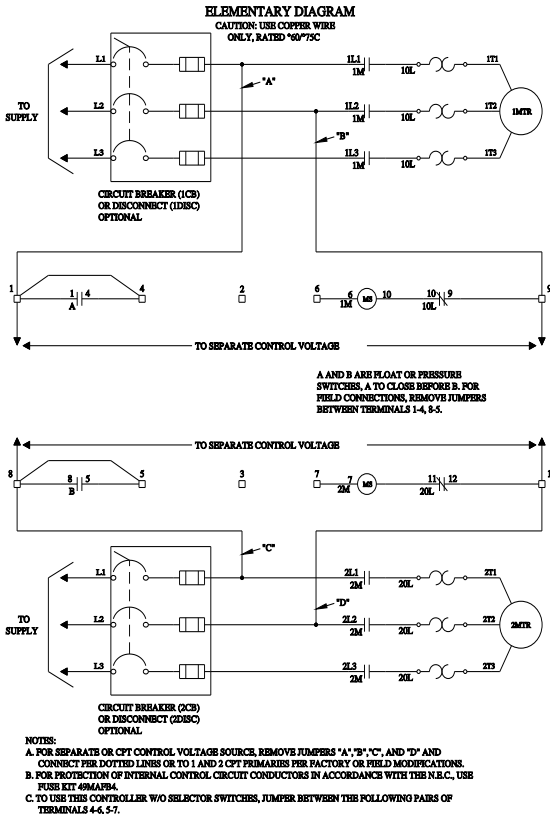 ELEMENTARY DIAGRAM
CAUTION: USE COPPER WIRE
ONLY, RATED °60/°75C
L1
1L1
1M
10L
1T1
"A"
TO
SUPPLY
L2
1L2
1M
10L
1T2
1MTR
"B"
L3
1L3
1M
10L
1T3
CIRCUIT BREAKER (1CB)
OR DISCONNECT (1DISC)
OPTIONAL
1
1
4
A
4
2
6
6
1M
MS
10
10
9
10L
9
TO SEPARATE CONTROL VOLTAGE
A AND B ARE FLOAT OR PRESSURE
SWITCHES, A TO CLOSE BEFORE B. FOR
FIELD CONNECTIONS, REMOVE JUMPERS
BETWEEN TERMINALS 1-4, 8-5.
TO SEPARATE CONTROL VOLTAGE
8
8
5
B
5
3
7
7
2M
MS
11
12
20L
1
"C"
L1
2L1
2M
20L
2T1
"D"
TO
SUPPLY
L2
2L2
2M
20L
2T2
2MTR
L3
2L3
2M
20L
2T3
CIRCUIT BREAKER (2CB)
OR DISCONNECT (2DISC)
OPTIONAL
NOTES:
A. FOR SEPARATE OR CPT CONTROL VOLTAGE SOURCE, REMOVE JUMPERS "A","B","C", AND "D" AND
CONNECT PER DOTTED LINES OR TO 1 AND 2 CPT PRIMARIES PER FACTORY OR FIELD MODIFICATIONS.
B. FOR PROTECTION OF INTERNAL CONTROL CIRCUIT CONDUCTORS IN ACCORDANCE WITH THE N.E.C., USE
FUSE KIT 49MAFB4.
C. TO USE THIS CONTROLLER W/O SELECTOR SWITCHES, JUMPER BETWEEN THE FOLLOWING PAIRS OF
TERMINALS 4-6, 5-7.